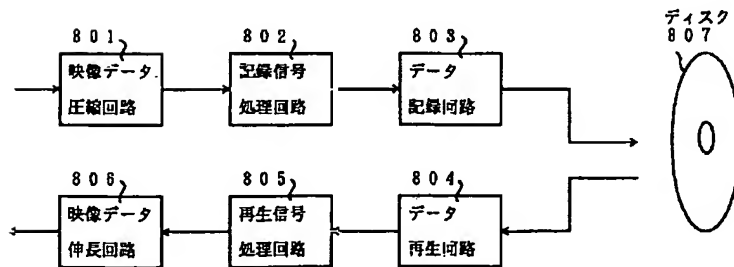 ディスク
807
801
映像データ
圧縮回路
802
記録信号
処理回路
803
データ
記録回路
806
映像データ
伸長回路
805
再生信号
処理回路
804
データ
再生回路